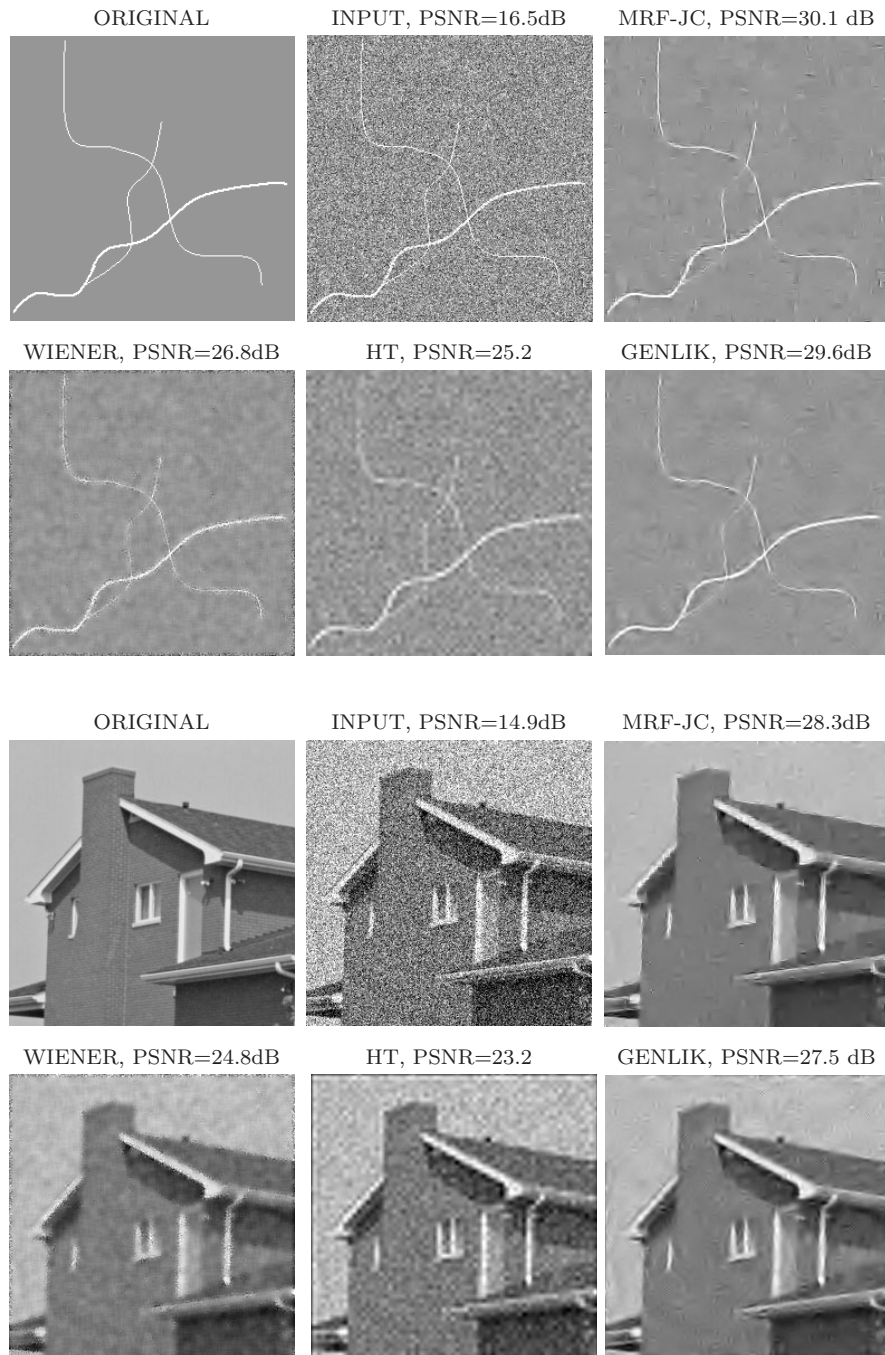 ORIGINAL
INPUT, PSNR=16.5dB
MRF-JC, PSNR=30.1 dB
WIENER, PSNR=26.8dB
HT, PSNR=25.2
GENLIK, PSNR=29.6dB
ORIGINAL
INPUT, PSNR=14.9dB
MRF-JC, PSNR=28.3dB
WIENER, PSNR=24.8dB
HT, PSNR=23.2
GENLIK, PSNR=27.5 dB